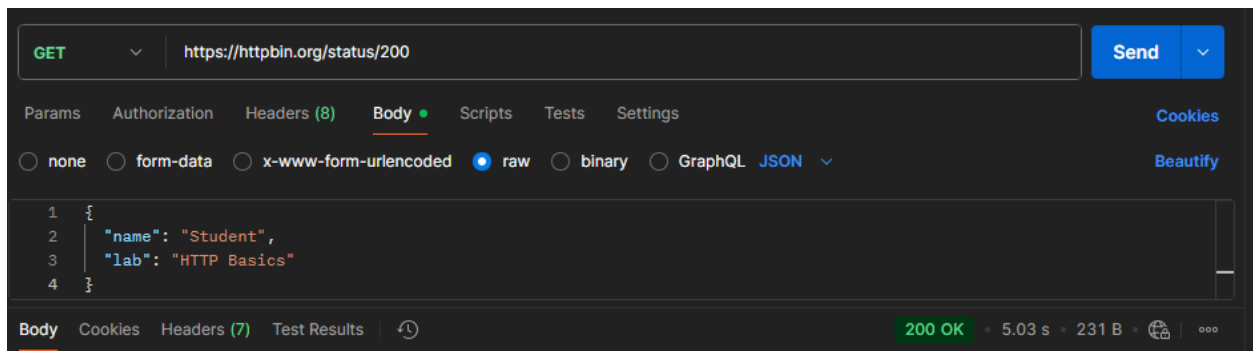 GET https://httpbin.org/status/200 Send
Params Authorization Headers (8) Body Scripts Tests Settings Cookies
none form-data x-www-form-urlencoded raw binary GraphQL JSON Beautify
1 {
2 "name": "Student",
3 "lab": "HTTP Basics"
4 }
Body Cookies Headers (7) Test Results 200 OK • 5.03 s • 231 B •